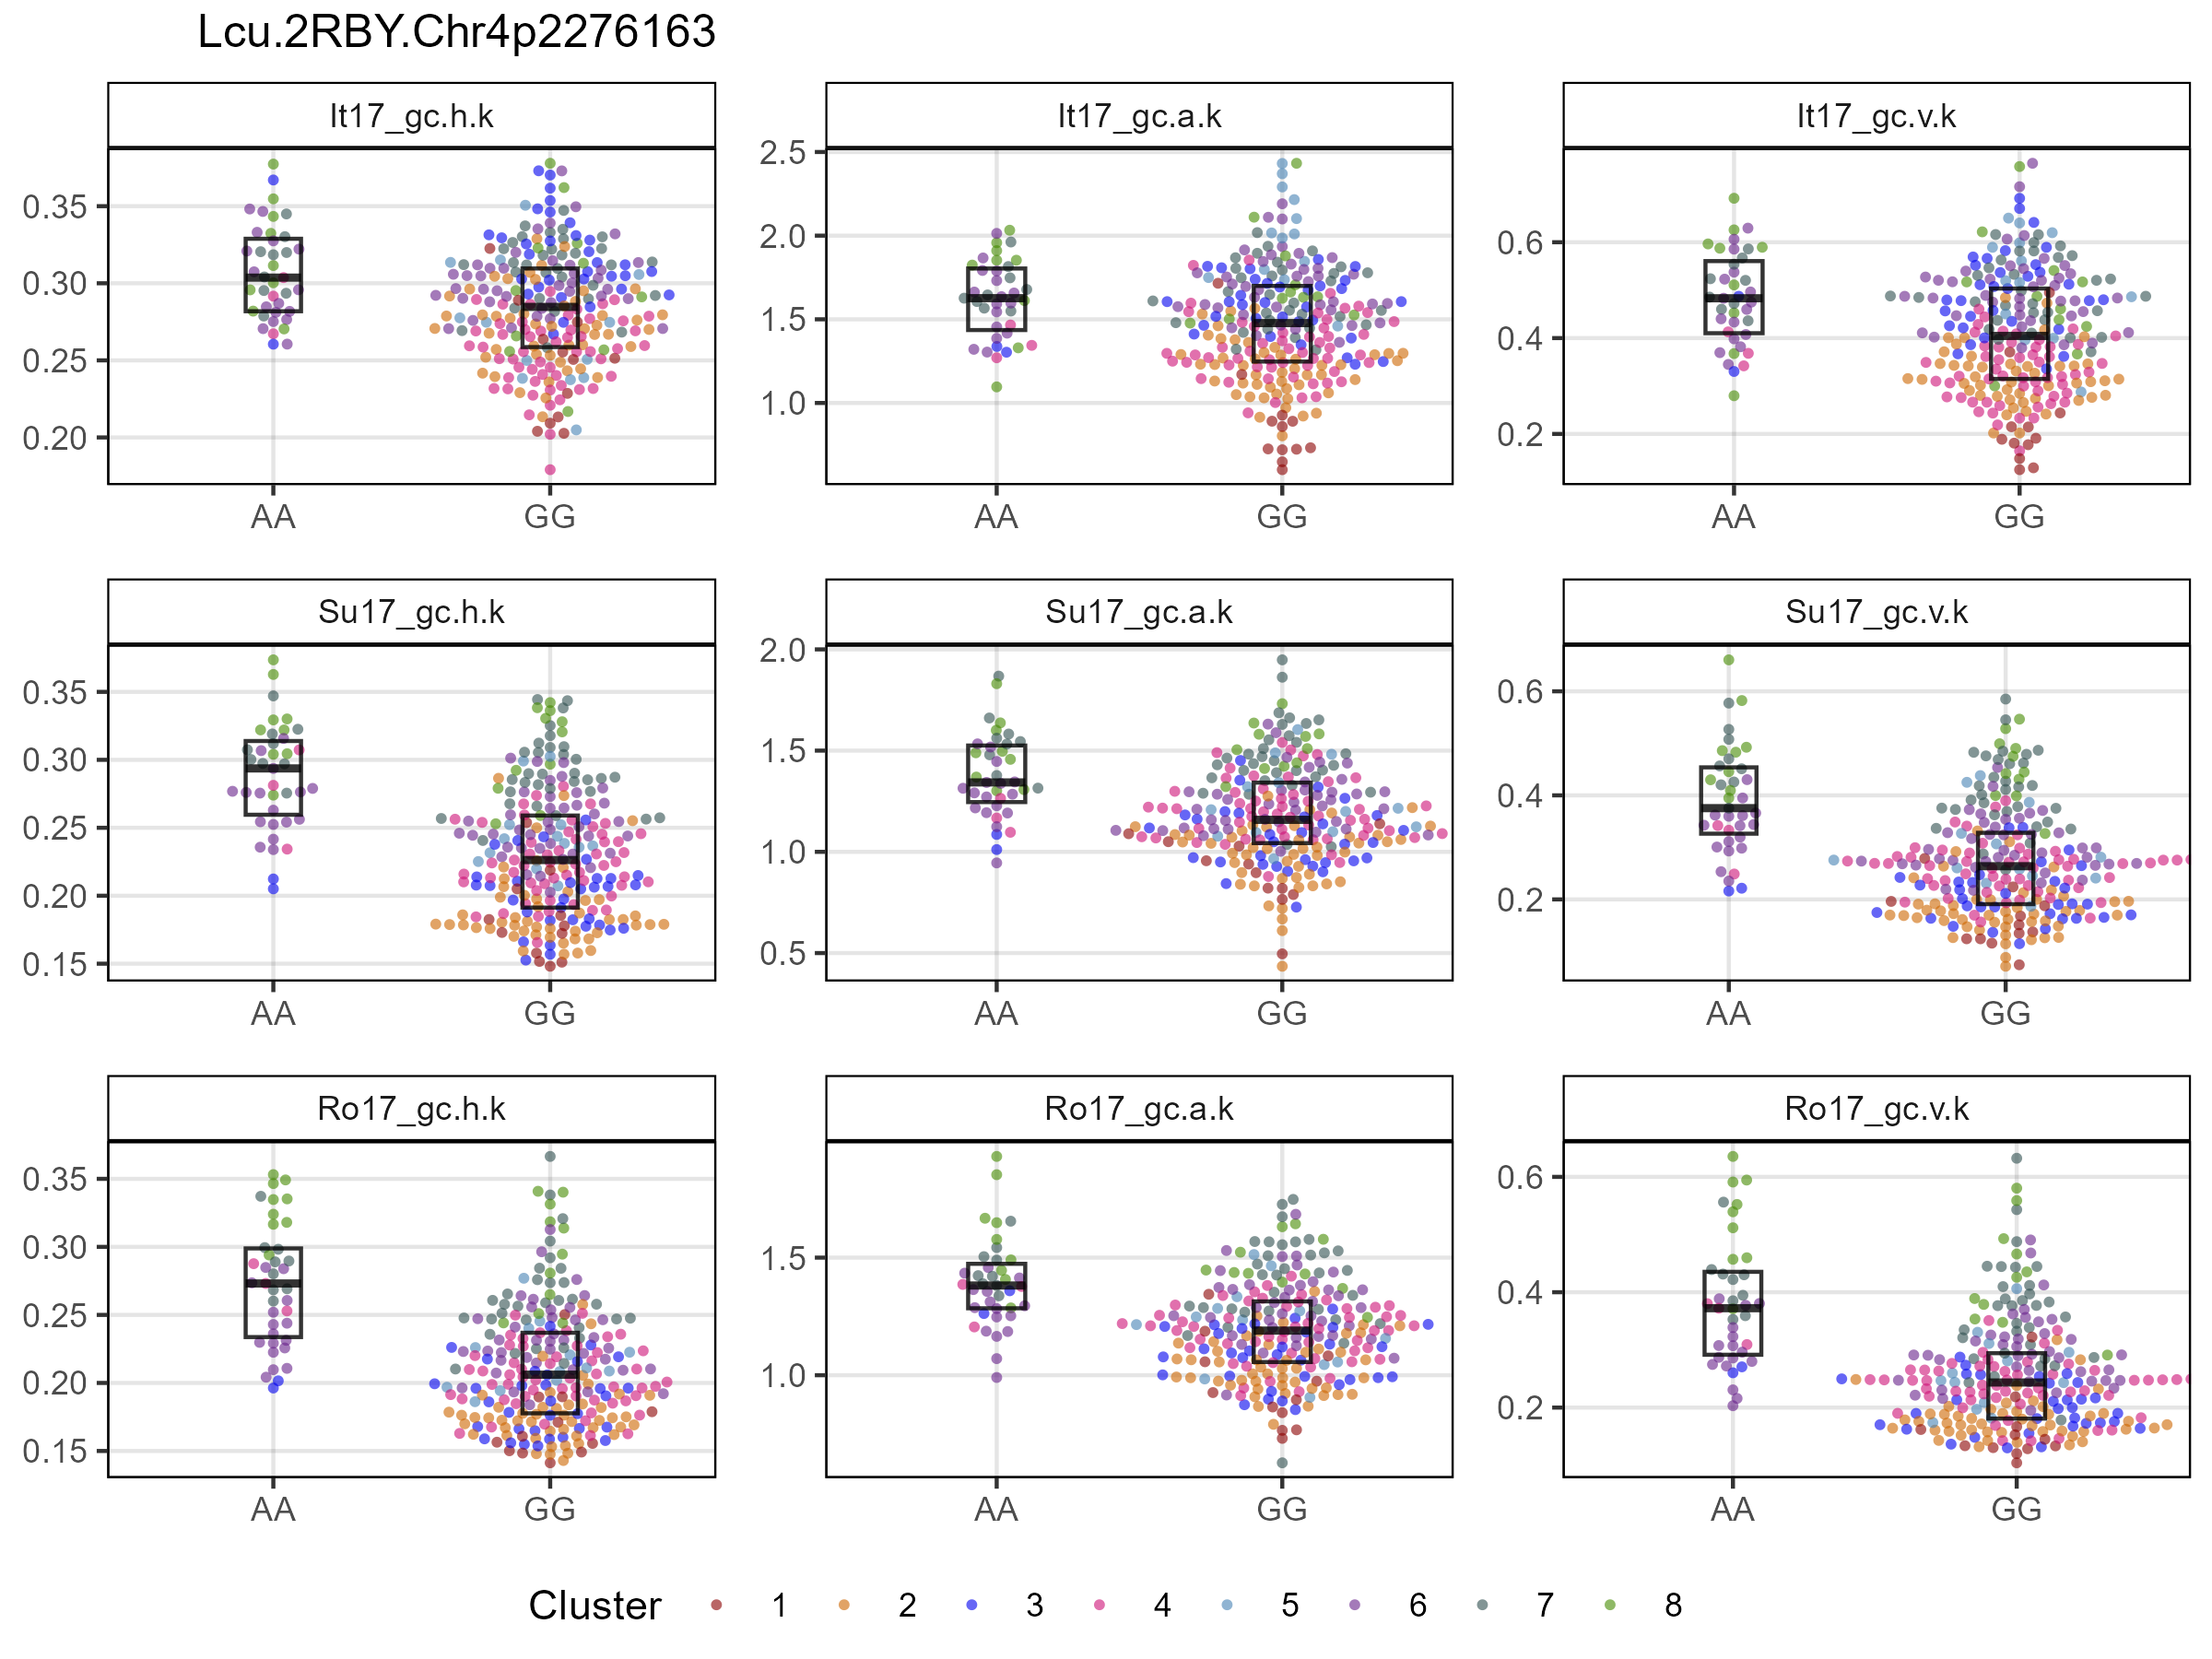 Lcu.2RBY.Chr4p2276163
It17_gc.h.k It17_gc.a.k It17_gc.v.k
0.35
0.30
0.25
0.20
AA GG
2.5
2.0
1.5
1.0
AA GG
0.6
0.4
0.2
AA GG
Su17_gc.h.k Su17_gc.a.k Su17_gc.v.k
0.35
0.30
0.25
0.20
0.15
AA GG
2.0
1.5
1.0
0.5
AA GG
0.6
0.4
0.2
AA GG
Ro17_gc.h.k Ro17_gc.a.k Ro17_gc.v.k
0.35
0.30
0.25
0.20
0.15
AA GG
1.5
1.0
AA GG
0.6
0.4
0.2
AA GG
Cluster 1 2 3 4 5 6 7 8